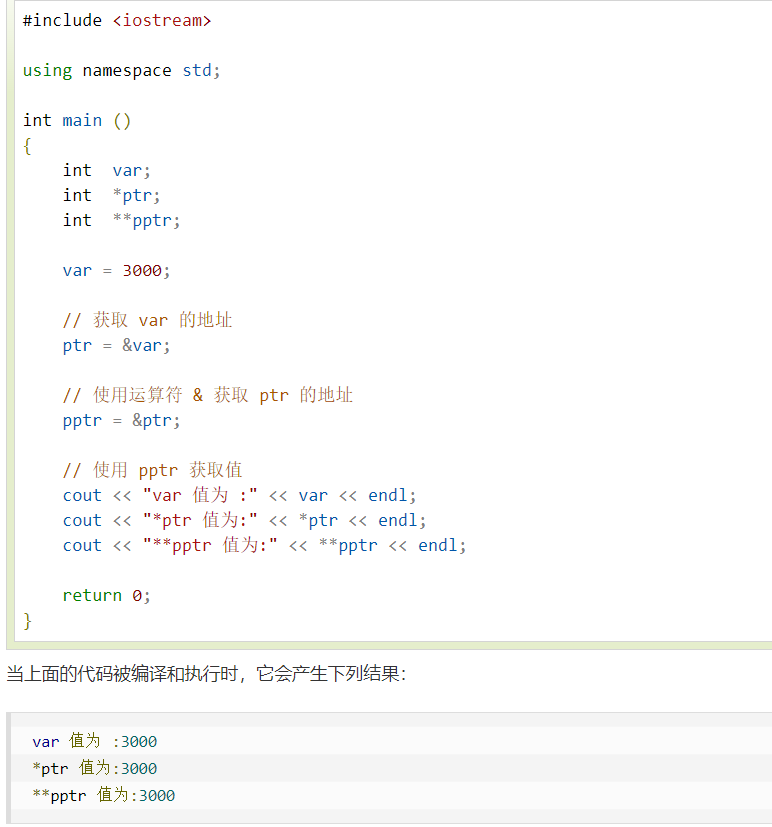 #include <iostream>
using namespace std;
int main ()
{
    int  var;
    int  *ptr;
    int  **pptr;
    var = 3000;
    // 获取 var 的地址
    ptr = &var;
    // 使用运算符 & 获取 ptr 的地址
    pptr = &ptr;
    // 使用 pptr 获取值
    cout << "var 值为 :" << var << endl;
    cout << "*ptr 值为:" << *ptr << endl;
    cout << "**pptr 值为:" << **pptr << endl;
    return 0;
}
当上面的代码被编译和执行时，它会产生下列结果：
var 值为 :3000
*ptr 值为:3000
**pptr 值为:3000